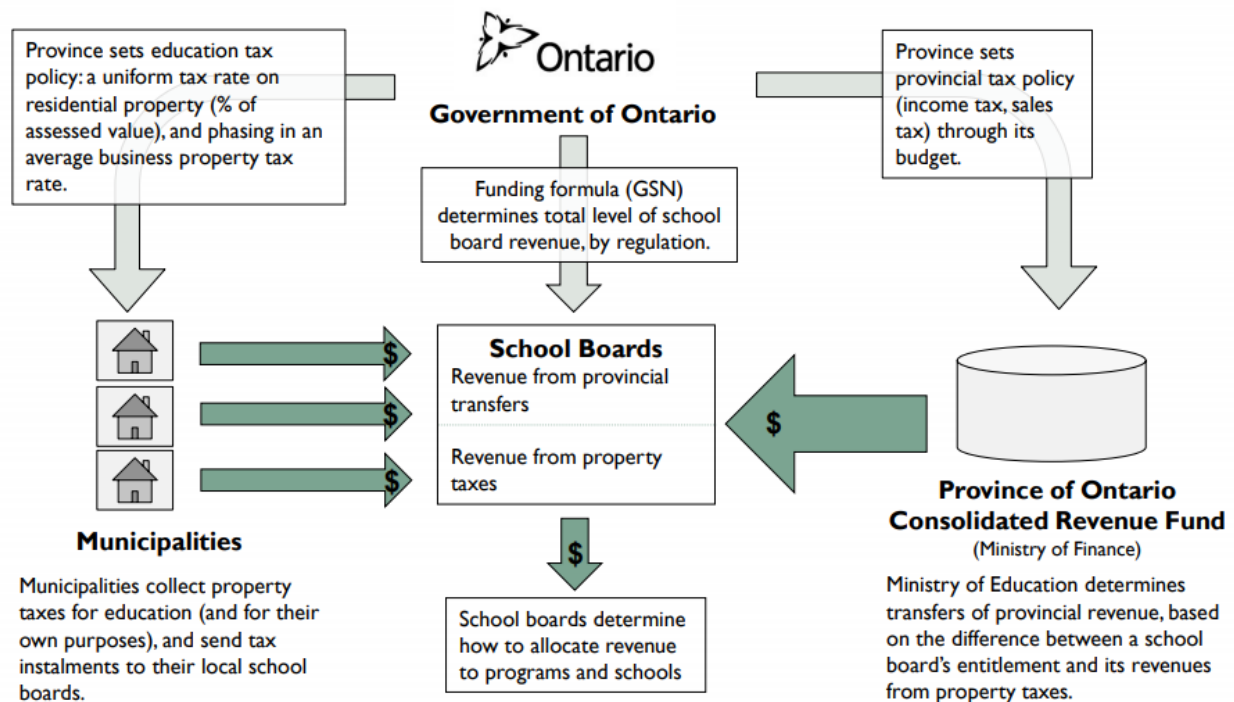 Ontario
Government of Ontario
Province sets education tax
policy: a uniform tax rate on
residential property (% of
assessed value), and phasing in an
average business property tax
rate.
Funding formula (GSN)
determines total level of school
board revenue, by regulation.
Province sets
provincial tax policy
(income tax, sales
tax) through its
budget.
$
$
$
Municipalities
Municipalities collect property
taxes for education (and for their
own purposes), and send tax
instalments to their local school
boards.
School Boards
Revenue from provincial
transfers
Revenue from property
taxes
$
School boards determine
how to allocate revenue
to programs and schools
$
Province of Ontario
Consolidated Revenue Fund
(Ministry of Finance)
Ministry of Education determines
transfers of provincial revenue, based
on the difference between a school
board’s entitlement and its revenues
from property taxes.